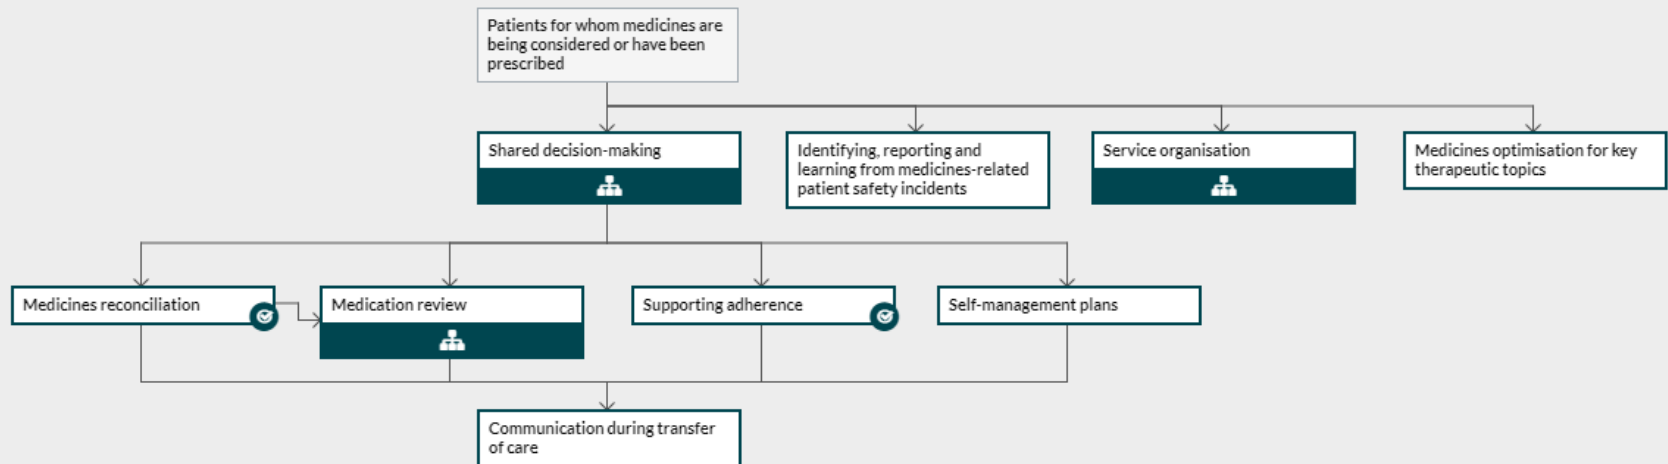 Patients for whom medicines are
being considered or have been
prescribed
Shared decision-making
Identifying, reporting and
learning from medicines-related
patient safety incidents
Service organisation
Medicines optimisation for key
therapeutic topics
Medicines reconciliation
Medication review
Supporting adherence
Self-management plans
Communication during transfer
of care